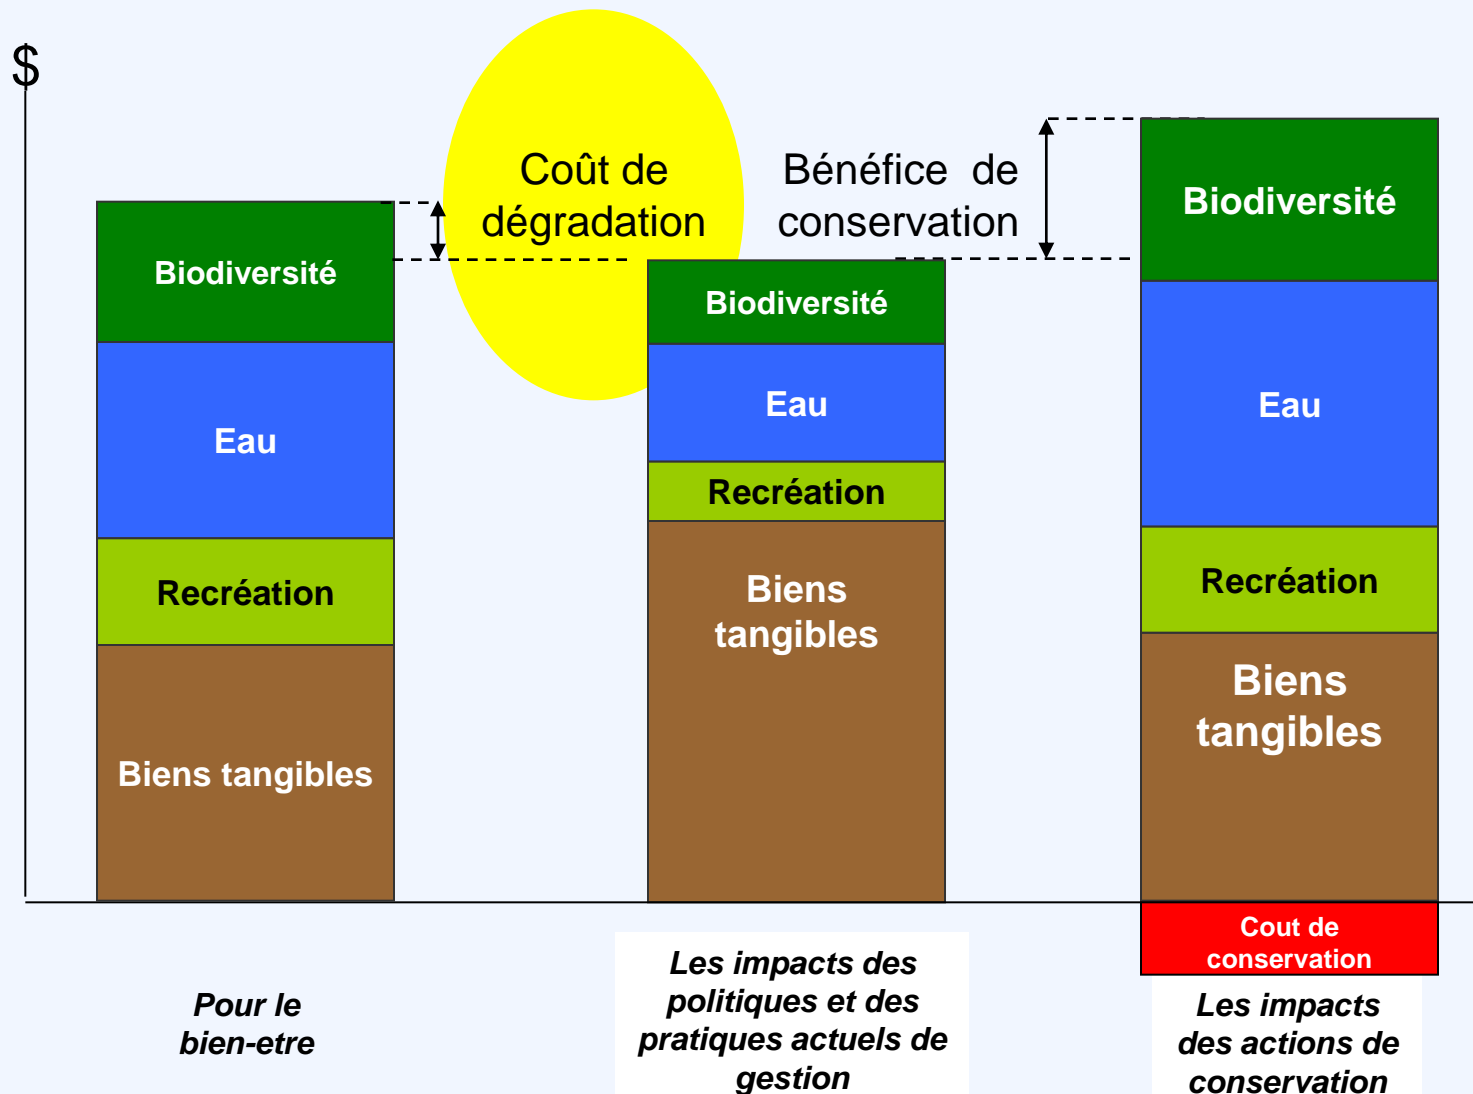 $
Coût de
dégradation
Bénéfice de
conservation
Biodiversité
Eau
Recréation
Biens tangibles
Biodiversité
Eau
Recréation
Biens
tangibles
Biodiversité
Eau
Recréation
Biens
tangibles
Cout de
conservation
Pour le
bien-etre
Les impacts des
politiques et des
pratiques actuels de
gestion
Les impacts
des actions de
conservation